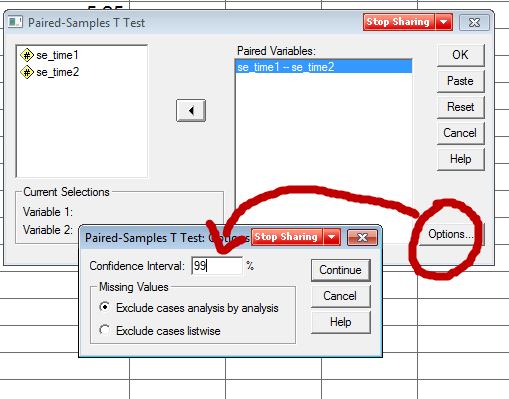 Paired-Samples T Test
Stop Sharing
se_time1
se_time2
Paired Variables:
se_time1 -- se_time2
OK
Paste
Reset
Cancel
Help
Current Selections
Variable 1:
Variable 2:
Options...
Paired-Samples T Test:
Stop Sharing
Confidence Interval: 99 %
Continue
Missing Values
Cancel
Exclude cases analysis by analysis
Help
Exclude cases listwise